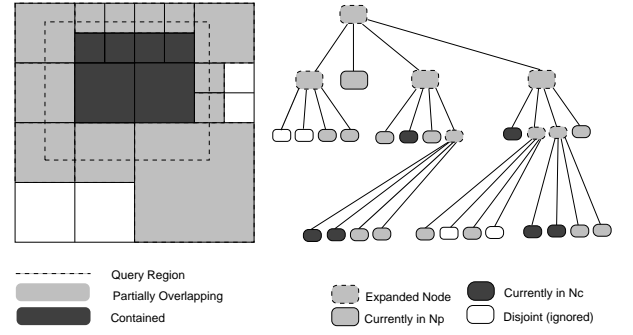 Query Region
Partially Overlapping
Contained
Expanded Node
Currently in Np
Currently in Nc
Disjoint (ignored)